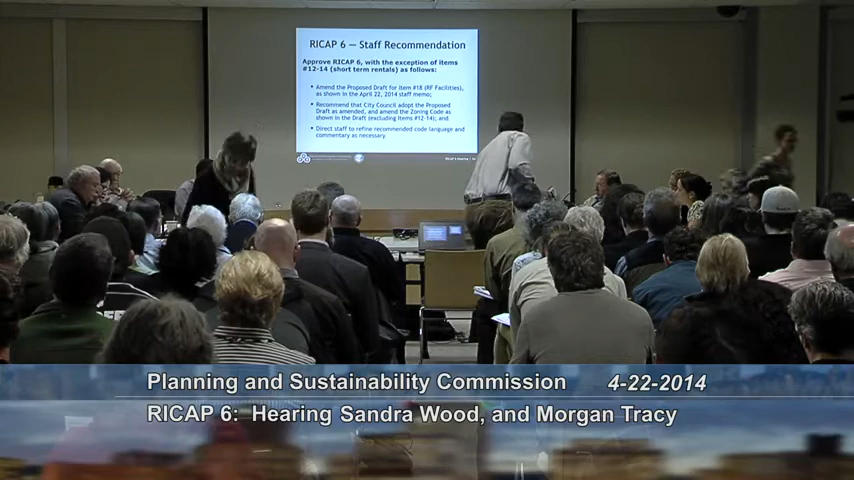 RICAP 6 — Staff Recommendation
Approve RICAP 6, with the exception of items
#12-14 (short term rentals) as follows:
• Amend the Proposed Draft for Item #18 (RF Facilities),
as shown in the April 22, 2014 staff memo;
• Recommend that City Council adopt the Proposed
Draft as amended, and amend the Zoning Code as
shown in the Draft (excluding Items #12-14); and
• Direct staff to refine recommended code language and
commentary as necessary.
Planning and Sustainability Commission 4-22-2014
RICAP 6: Hearing Sandra Wood, and Morgan Tracy